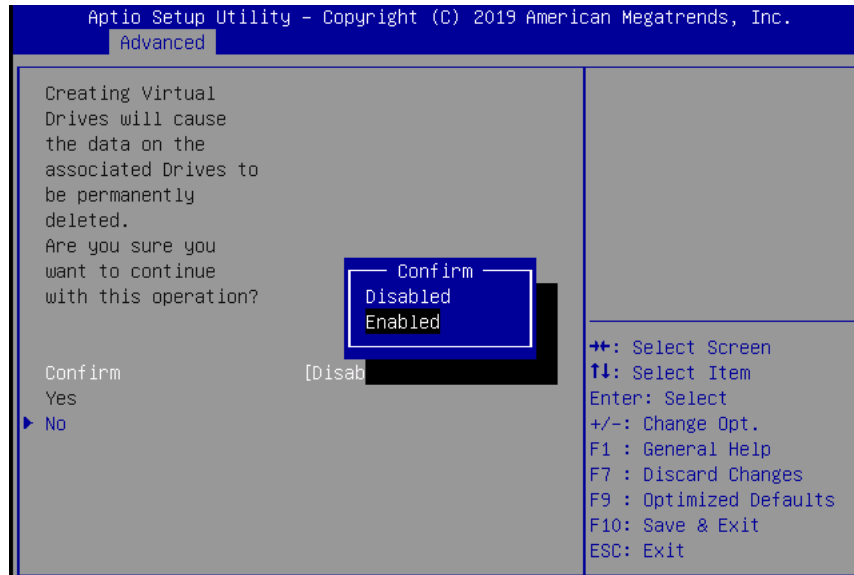 Aptio Setup Utility – Copyright (C) 2019 American Megatrends, Inc.
Advanced
Creating Virtual
Drives will cause
the data on the
associated Drives to
be permanently
deleted.
Are you sure you
want to continue
with this operation?
Confirm [Disab
Yes
No
Confirm
Disabled
Enabled
→←: Select Screen
↑↓: Select Item
Enter: Select
+/-: Change Opt.
F1 : General Help
F7 : Discard Changes
F9 : Optimized Defaults
F10: Save & Exit
ESC: Exit